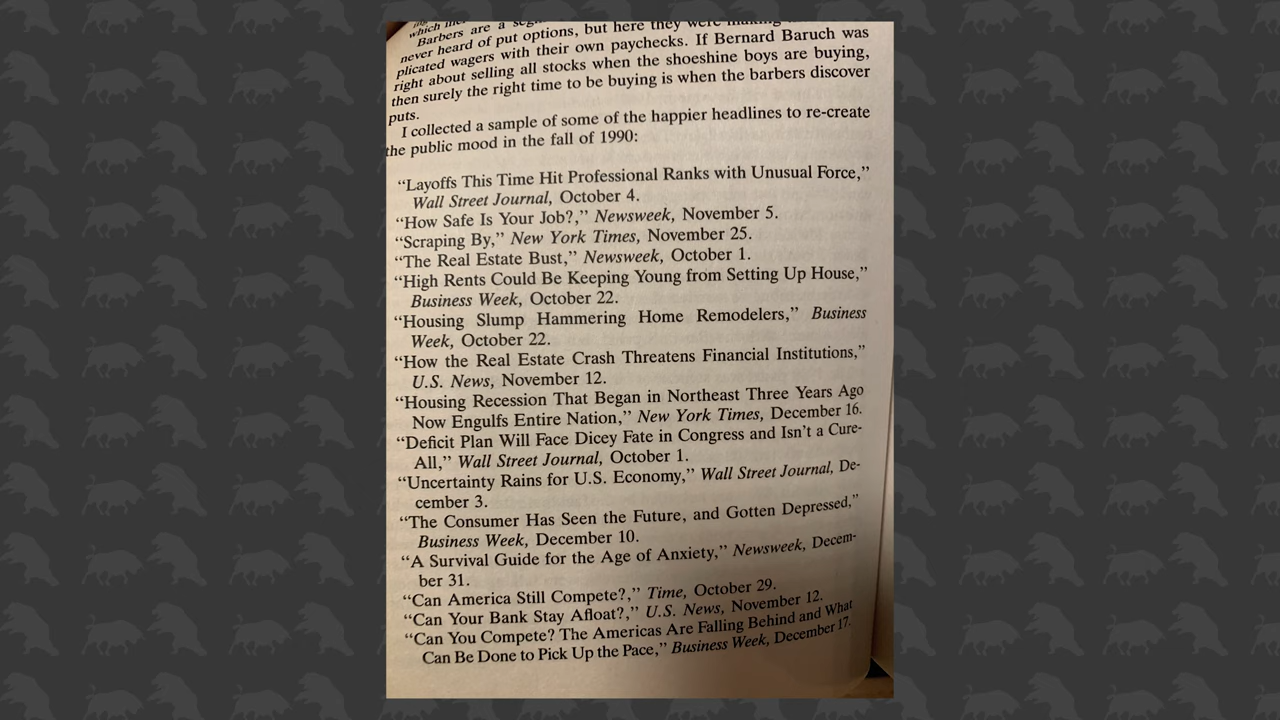 which
Barbers are a
never heard of put options, but here they were making
plicated wagers with their own paychecks. If Bernard Baruch was
right about selling all stocks when the shoeshine boys are buying,
then surely the right time to be buying is when the barbers discover
puts.
I collected a sample of some of the happier headlines to re-create
the public mood in the fall of 1990:
“Layoffs This Time Hit Professional Ranks with Unusual Force,”
Wall Street Journal, October 4.
“How Safe Is Your Job?,” Newsweek, November 5.
“Scraping By,” New York Times, November 25.
“The Real Estate Bust,” Newsweek, October 1.
“High Rents Could Be Keeping Young from Setting Up House,”
Business Week, October 22.
“Housing Slump Hammering Home Remodelers,” Business
Week, October 22.
“How the Real Estate Crash Threatens Financial Institutions,”
U.S. News, November 12.
“Housing Recession That Began in Northeast Three Years Ago
Now Engulfs Entire Nation,” New York Times, December 16.
“Deficit Plan Will Face Dicey Fate in Congress and Isn’t a Cure-
All,” Wall Street Journal, October 1.
“Uncertainty Rains for U.S. Economy,” Wall Street Journal, De-
cember 3.
“The Consumer Has Seen the Future, and Gotten Depressed,”
Business Week, December 10.
“A Survival Guide for the Age of Anxiety,” Newsweek, Decem-
ber 31.
“Can America Still Compete?,” Time, October 29.
“Can Your Bank Stay Afloat?,” U.S. News, November 12.
“Can You Compete? The Americas Are Falling Behind and What
Can Be Done to Pick Up the Pace,” Business Week, December 17.